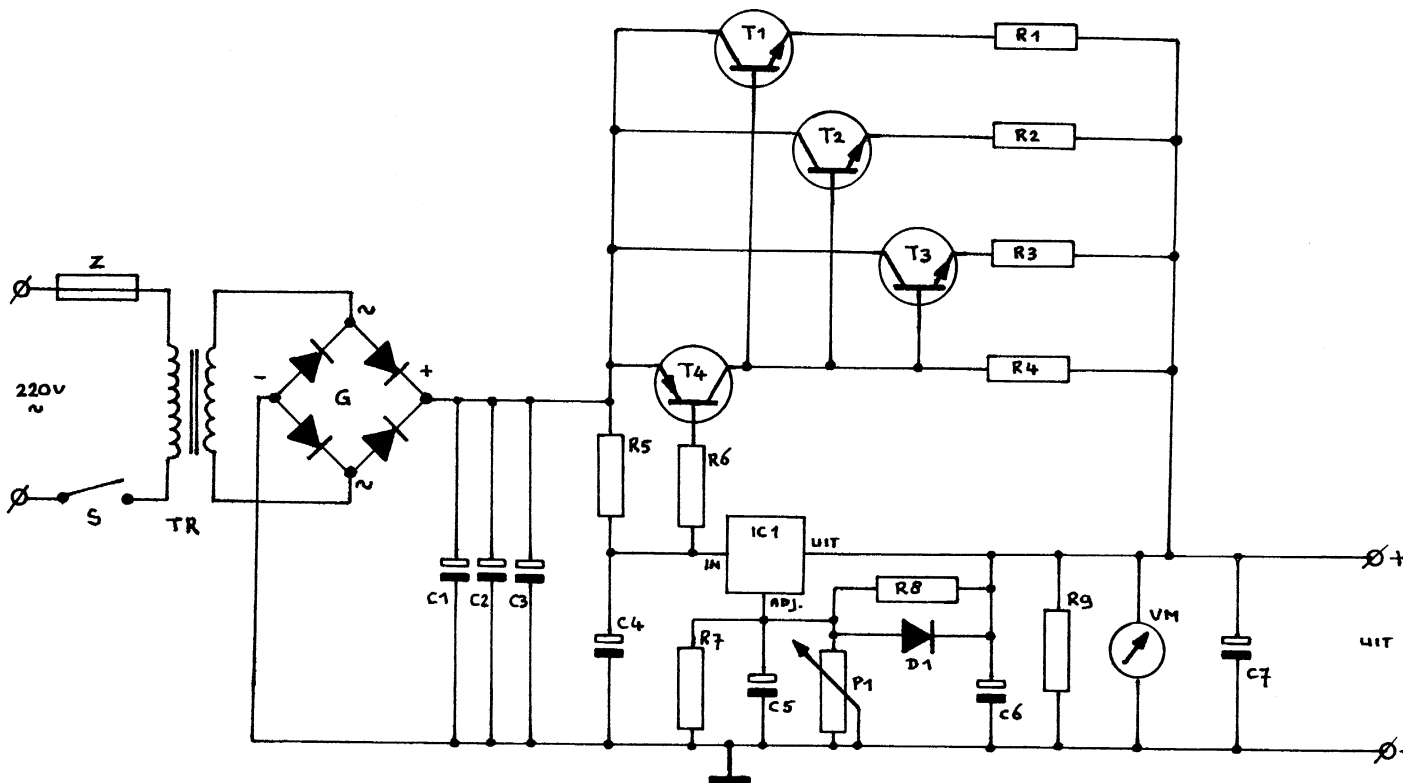 T1
R1
T2
R2
T3
R3
Z
~
T4
R4
-
+
220V
~
G
R5
R6
~
S
TR
IC1
IN
UIT
+
ADJ.
R8
C1
C2
C3
C4
R7
R9
VM
UIT
D1
P1
C5
C6
C7
-